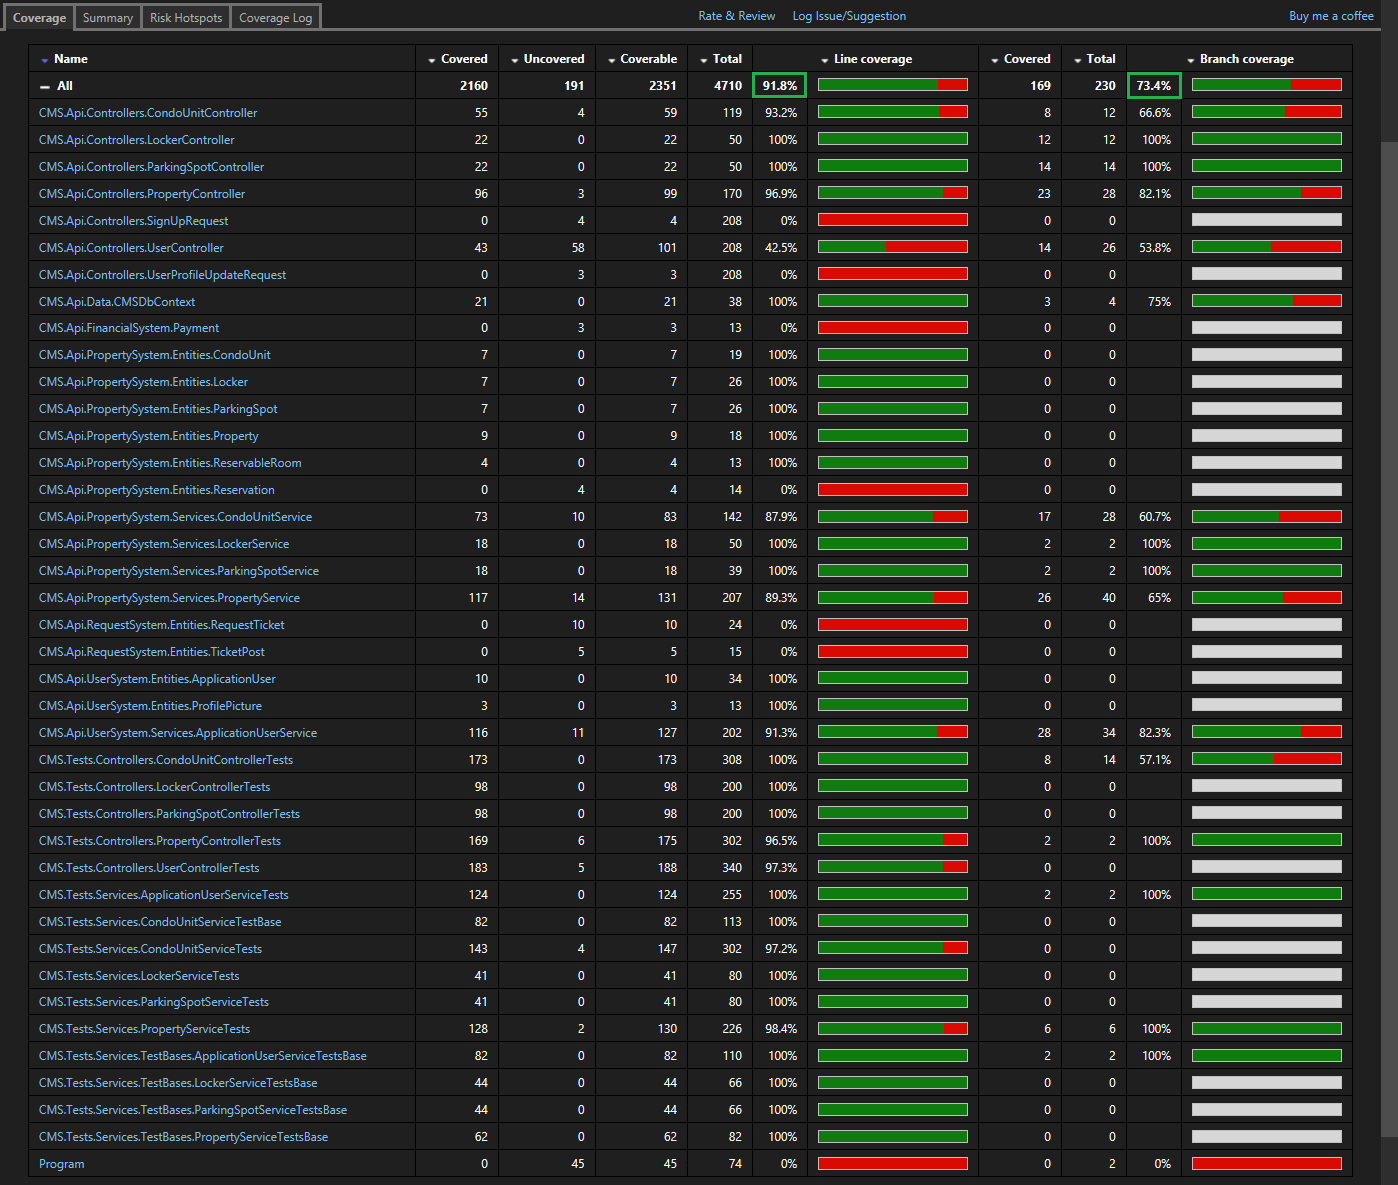 Coverage Summary Risk Hotspots Coverage Log Rate & Review Log Issue/Suggestion Buy me a coffee
Name Covered Uncovered Coverable Total Line coverage Covered Total Branch coverage
All 2160 191 2351 4710 91.8% 169 230 73.4%
CMS.Api.Controllers.CondoUnitController 55 4 59 119 93.2% 8 12 66.6%
CMS.Api.Controllers.LockerController 22 0 22 50 100% 12 12 100%
CMS.Api.Controllers.ParkingSpotController 22 0 22 50 100% 14 14 100%
CMS.Api.Controllers.PropertyController 96 3 99 170 96.9% 23 28 82.1%
CMS.Api.Controllers.SignUpRequest 0 4 4 208 0% 0 0
CMS.Api.Controllers.UserController 43 58 101 208 42.5% 14 26 53.8%
CMS.Api.Controllers.UserProfileUpdateRequest 0 3 3 208 0% 0 0
CMS.Api.Data.CMSDbContext 21 0 21 38 100% 3 4 75%
CMS.Api.FinancialSystem.Payment 0 3 3 13 0% 0 0
CMS.Api.PropertySystem.Entities.CondoUnit 7 0 7 19 100% 0 0
CMS.Api.PropertySystem.Entities.Locker 7 0 7 26 100% 0 0
CMS.Api.PropertySystem.Entities.ParkingSpot 7 0 7 26 100% 0 0
CMS.Api.PropertySystem.Entities.Property 9 0 9 18 100% 0 0
CMS.Api.PropertySystem.Entities.ReservableRoom 4 0 4 13 100% 0 0
CMS.Api.PropertySystem.Entities.Reservation 0 4 4 14 0% 0 0
CMS.Api.PropertySystem.Services.CondoUnitService 73 10 83 142 87.9% 17 28 60.7%
CMS.Api.PropertySystem.Services.LockerService 18 0 18 50 100% 2 2 100%
CMS.Api.PropertySystem.Services.ParkingSpotService 18 0 18 39 100% 2 2 100%
CMS.Api.PropertySystem.Services.PropertyService 117 14 131 207 89.3% 26 40 65%
CMS.Api.RequestSystem.Entities.RequestTicket 0 10 10 24 0% 0 0
CMS.Api.RequestSystem.Entities.TicketPost 0 5 5 15 0% 0 0
CMS.Api.UserSystem.Entities.ApplicationUser 10 0 10 34 100% 0 0
CMS.Api.UserSystem.Entities.ProfilePicture 3 0 3 13 100% 0 0
CMS.Api.UserSystem.Services.ApplicationUserService 116 11 127 202 91.3% 28 34 82.3%
CMS.Tests.Controllers.CondoUnitControllerTests 173 0 173 308 100% 8 14 57.1%
CMS.Tests.Controllers.LockerControllerTests 98 0 98 200 100% 0 0
CMS.Tests.Controllers.ParkingSpotControllerTests 98 0 98 200 100% 0 0
CMS.Tests.Controllers.PropertyControllerTests 169 6 175 302 96.5% 2 2 100%
CMS.Tests.Controllers.UserControllerTests 183 5 188 340 97.3% 0 0
CMS.Tests.Services.ApplicationUserServiceTests 124 0 124 255 100% 2 2 100%
CMS.Tests.Services.CondoUnitServiceTestBase 82 0 82 113 100% 0 0
CMS.Tests.Services.CondoUnitServiceTests 143 4 147 302 97.2% 0 0
CMS.Tests.Services.LockerServiceTests 41 0 41 80 100% 0 0
CMS.Tests.Services.ParkingSpotServiceTests 41 0 41 80 100% 0 0
CMS.Tests.Services.PropertyServiceTests 128 2 130 226 98.4% 6 6 100%
CMS.Tests.Services.TestBases.ApplicationUserServiceTestsBase 82 0 82 110 100% 2 2 100%
CMS.Tests.Services.TestBases.LockerServiceTestsBase 44 0 44 66 100% 0 0
CMS.Tests.Services.TestBases.ParkingSpotServiceTestsBase 44 0 44 66 100% 0 0
CMS.Tests.Services.TestBases.PropertyServiceTestsBase 62 0 62 82 100% 0 0
Program 0 45 45 74 0% 0 2 0%